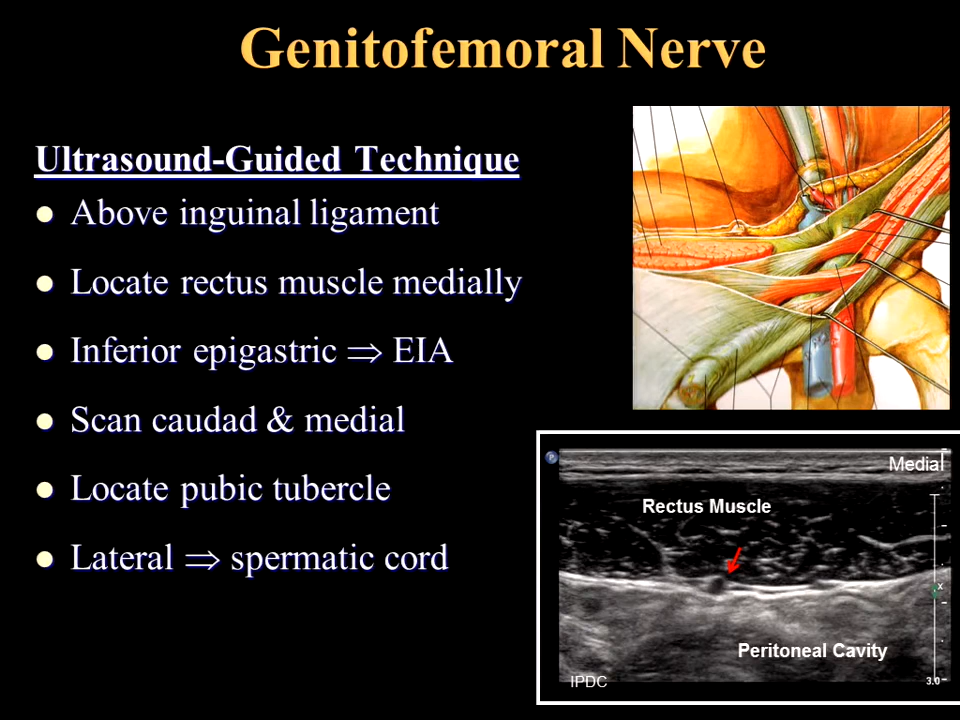 Genitofemoral Nerve
Ultrasound-Guided Technique
● Above inguinal ligament
● Locate rectus muscle medially
● Inferior epigastric ⇒ EIA
● Scan caudad & medial
● Locate pubic tubercle
● Lateral ⇒ spermatic cord
P
Medial
Rectus Muscle
x
Peritoneal Cavity
IPDC
3.0